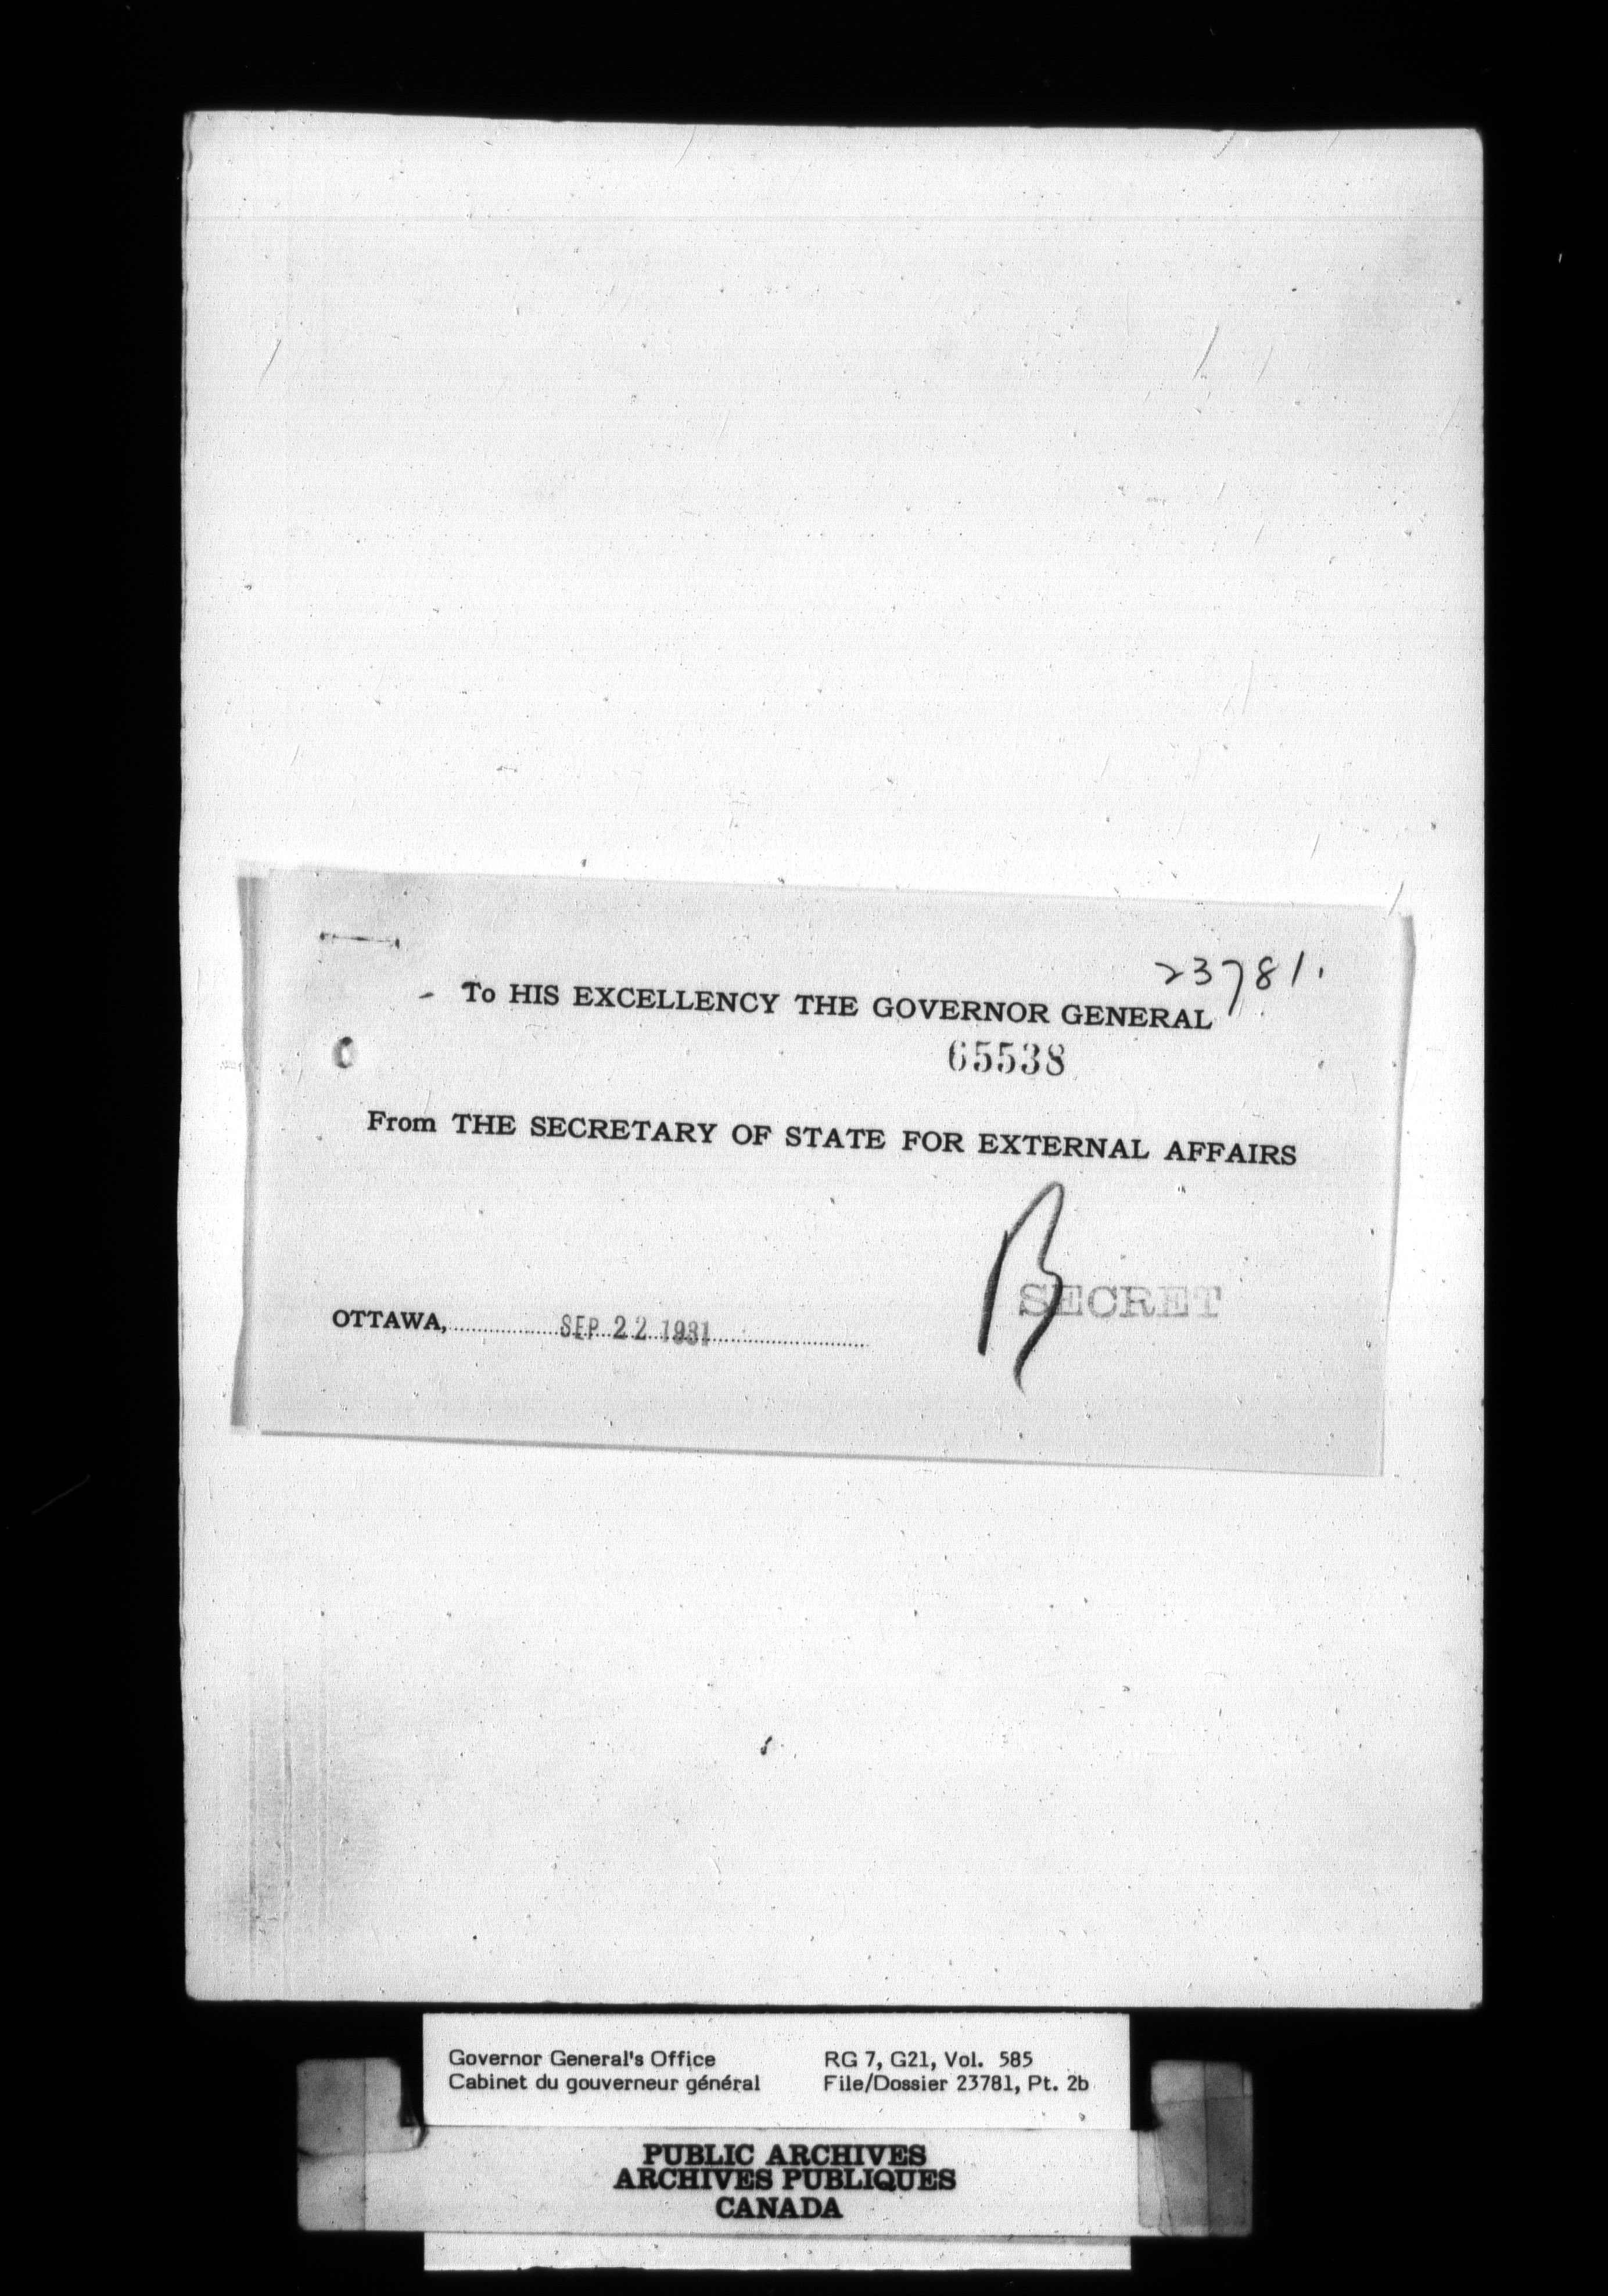 23781.
To HIS EXCELLENCY THE GOVERNOR GENERAL
65538
From THE SECRETARY OF STATE FOR EXTERNAL AFFAIRS
B
SECRET
OTTAWA, SEP 22 1931
Governor General's Office
Cabinet du gouverneur général
RG 7, G21, Vol. 585
File/Dossier 23781, Pt. 2b
PUBLIC ARCHIVES
ARCHIVES PUBLIQUES
CANADA